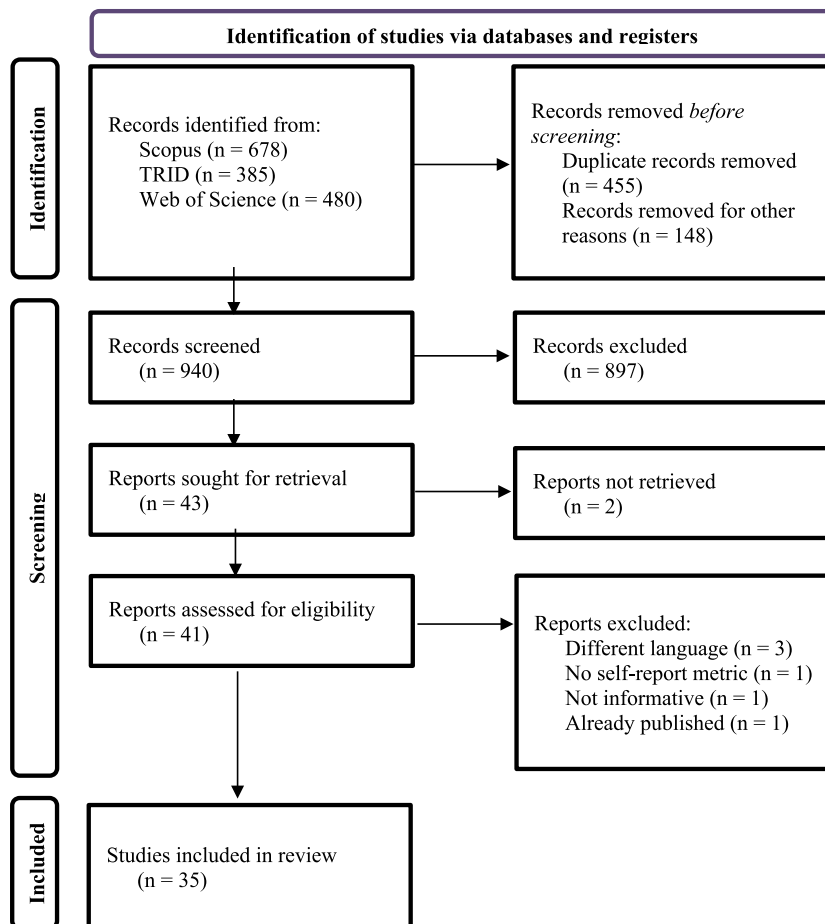 Identification of studies via databases and registers
Identification
Records identified from:
Scopus (n = 678)
TRID (n = 385)
Web of Science (n = 480)
Records removed before
screening:
Duplicate records removed
(n = 455)
Records removed for other
reasons (n = 148)
Screening
Records screened
(n = 940)
Records excluded
(n = 897)
Reports sought for retrieval
(n = 43)
Reports not retrieved
(n = 2)
Reports assessed for eligibility
(n = 41)
Reports excluded:
Different language (n = 3)
No self-report metric (n = 1)
Not informative (n = 1)
Already published (n = 1)
Included
Studies included in review
(n = 35)